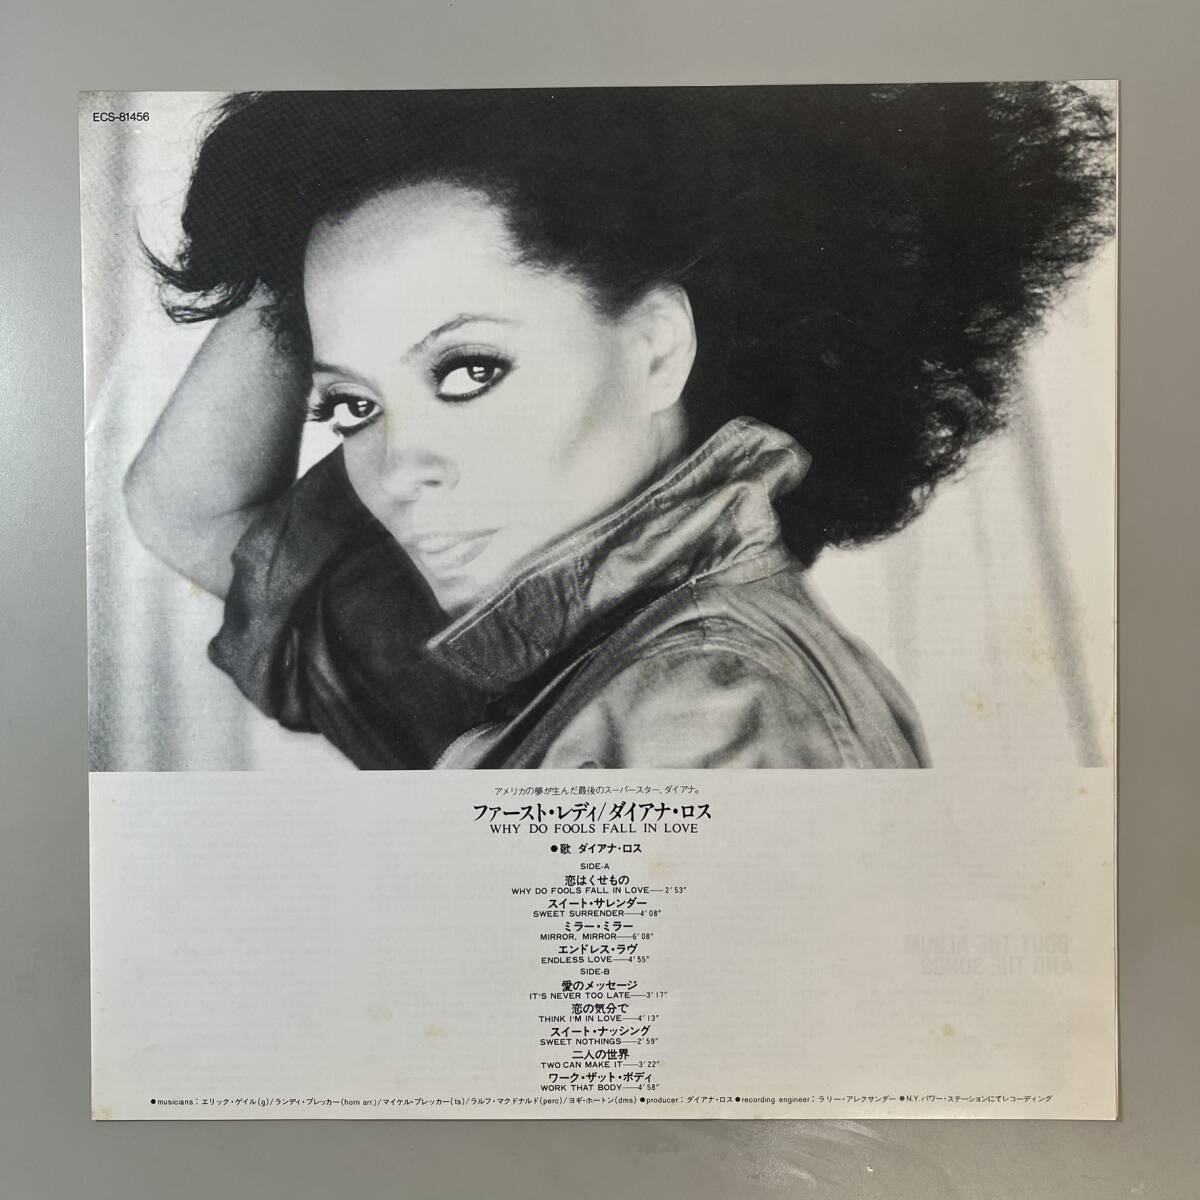 ECS-81456
アメリカの夢が生んだ最後のスーパースター、ダイアナ。
ファースト・レディ/ダイアナ・ロス
WHY DO FOOLS FALL IN LOVE
●歌 ダイアナ・ロス
SIDE-A
恋はくせもの
WHY DO FOOLS FALL IN LOVE—2′53″
スイート・サレンダー
SWEET SURRENDER—4′08″
ミラー・ミラー
MIRROR, MIRROR—6′08″
エンドレス・ラヴ
ENDLESS LOVE—4′55″
SIDE-B
愛のメッセージ
IT'S NEVER TOO LATE—3′17″
恋の気分で
THINK I'M IN LOVE—4′13″
スイート・ナッシング
SWEET NOTHINGS—2′59″
二人の世界
TWO CAN MAKE IT—3′22″
ワーク・ザット・ボディ
WORK THAT BODY—4′58″
●musicians：エリック・ゲイル(g)/ランディ・ブレッカー(horn arr.)/マイケル・ブレッカー(ts)/ラルフ・マクドナルド(perc)/ヨギ・ホートン(dms) ●producer：ダイアナ・ロス ●recording engineer：ラリー・アレクサンダー ●N.Y.パワー・ステーションにてレコーディング